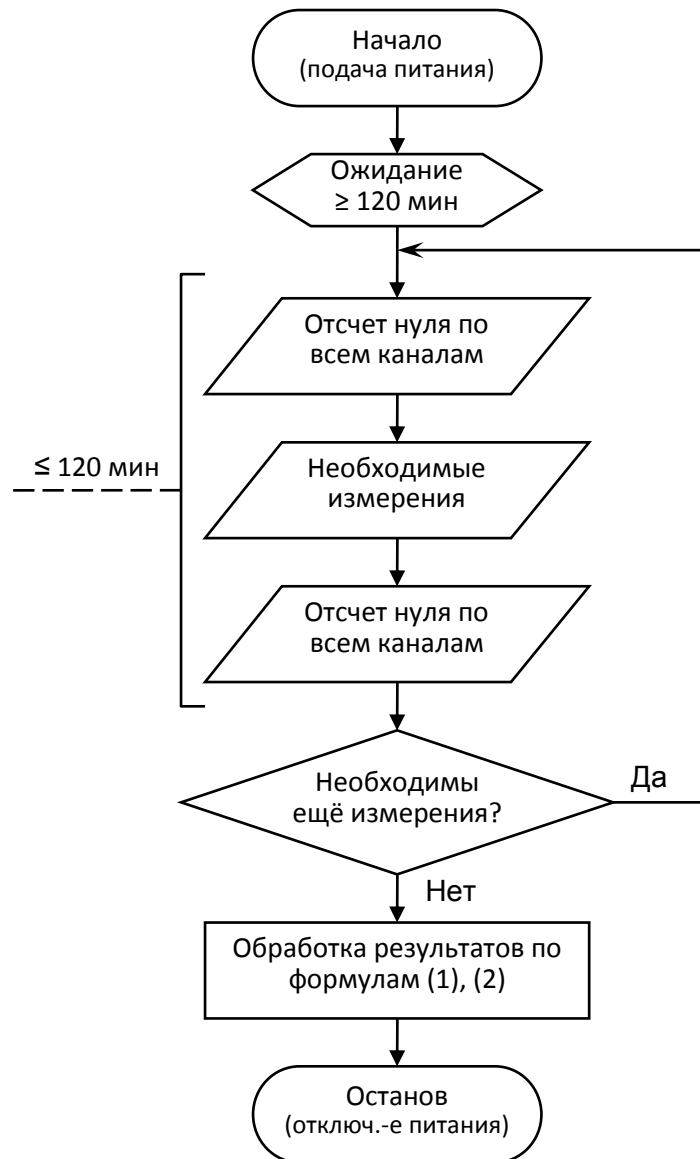 Начало
(подача питания)
Ожидание
≥ 120 мин
Отсчет нуля по
всем каналам
≤ 120 мин
Необходимые
измерения
Отсчет нуля по
всем каналам
Необходимы
ещё измерения?
Да
Нет
Обработка результатов по
формулам (1), (2)
Останов
(отключ.-е питания)